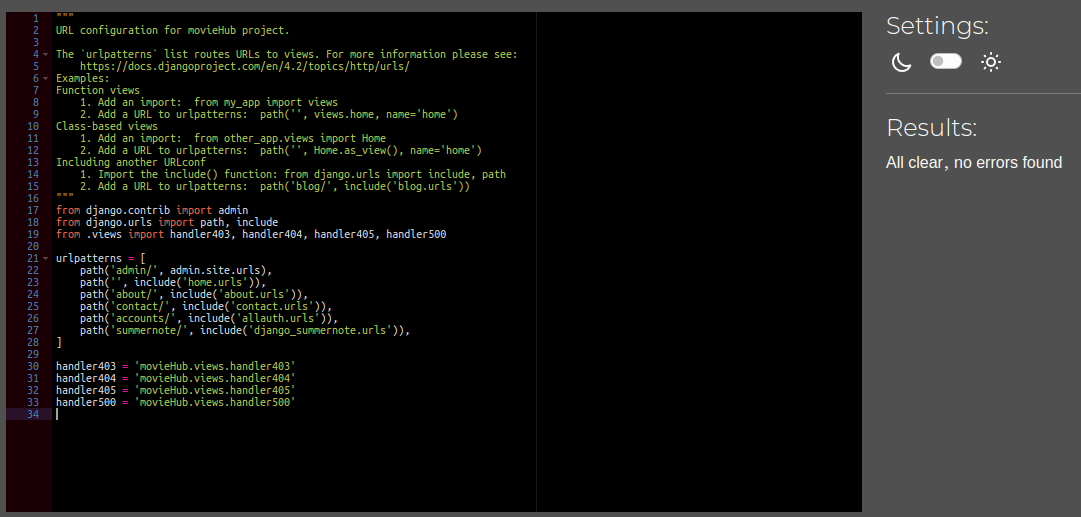 1 """
2 URL configuration for movieHub project.
3
4 The `urlpatterns` list routes URLs to views. For more information please see:
5     https://docs.djangoproject.com/en/4.2/topics/http/urls/
6 Examples:
7 Function views
8     1. Add an import:  from my_app import views
9     2. Add a URL to urlpatterns:  path('', views.home, name='home')
10 Class-based views
11     1. Add an import:  from other_app.views import Home
12     2. Add a URL to urlpatterns:  path('', Home.as_view(), name='home')
13 Including another URLconf
14     1. Import the include() function: from django.urls import include, path
15     2. Add a URL to urlpatterns:  path('blog/', include('blog.urls'))
16 """
17 from django.contrib import admin
18 from django.urls import path, include
19 from .views import handler403, handler404, handler405, handler500
20
21 urlpatterns = [
22     path('admin/', admin.site.urls),
23     path('', include('home.urls')),
24     path('about/', include('about.urls')),
25     path('contact/', include('contact.urls')),
26     path('accounts/', include('allauth.urls')),
27     path('summernote/', include('django_summernote.urls')),
28 ]
29
30 handler403 = 'movieHub.views.handler403'
31 handler404 = 'movieHub.views.handler404'
32 handler405 = 'movieHub.views.handler405'
33 handler500 = 'movieHub.views.handler500'
34
Settings:
Results:
All clear, no errors found